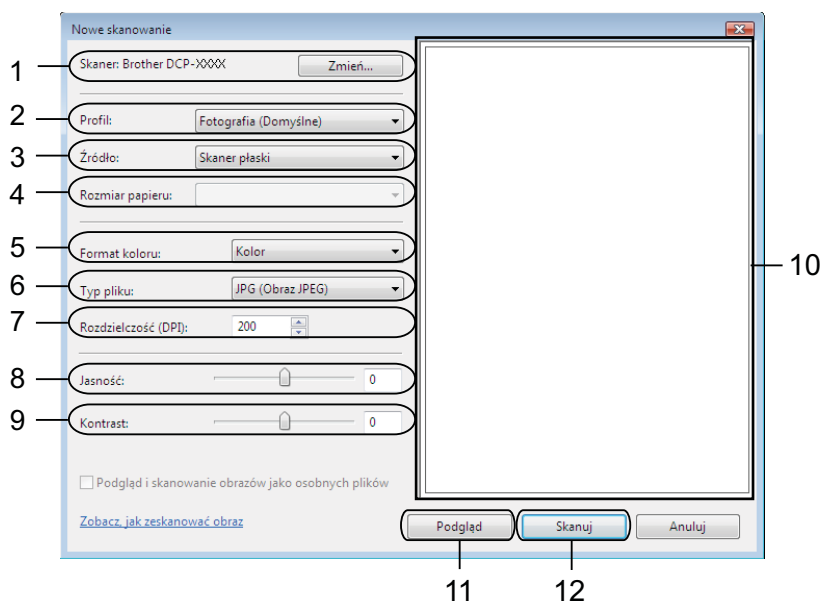 Nowe skanowanie
1 Skaner: Brother DCP-XXXX Zmień...
2 Profil: Fotografia (Domyślne)
3 Źródło: Skaner płaski
4 Rozmiar papieru:
5 Format koloru: Kolor
6 Typ pliku: JPG (Obraz JPEG)
7 Rozdzielczość (DPI): 200
8 Jasność: 0
9 Kontrast: 0
10
Podgląd i skanowanie obrazów jako osobnych plików
Zobacz, jak zeskanować obraz
Podgląd Skanuj Anuluj
11 12